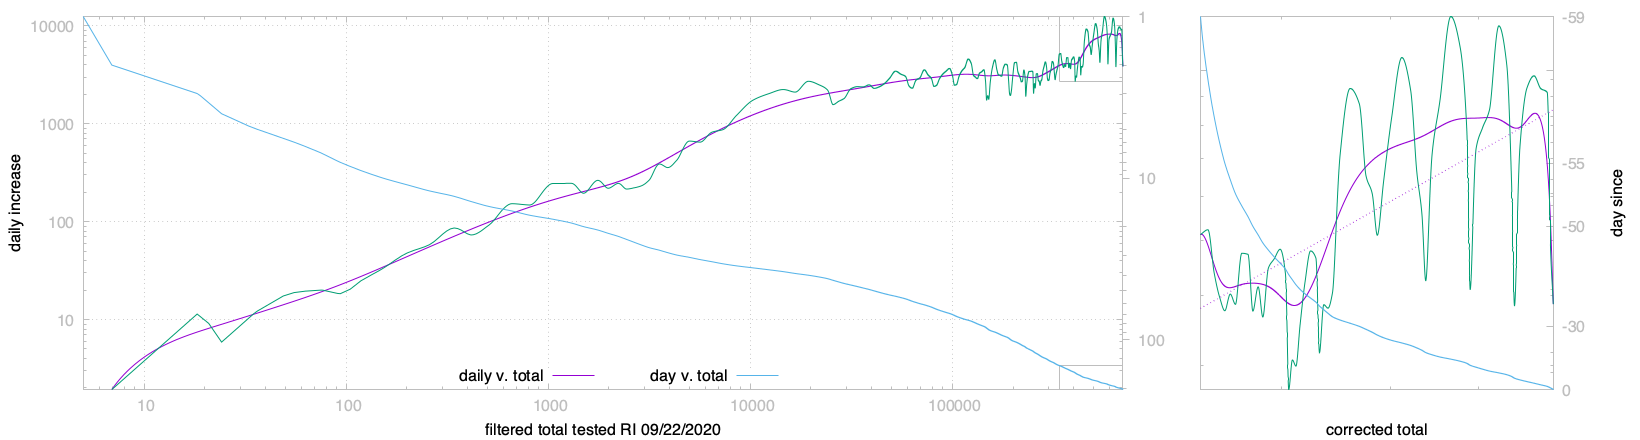 10000
1000
100
10
daily increase
daily v. total
day v. total
10
100
1000
10000
100000
filtered total tested RI 09/22/2020
1
10
100
-59
-55
-50
-30
0
day since
corrected total